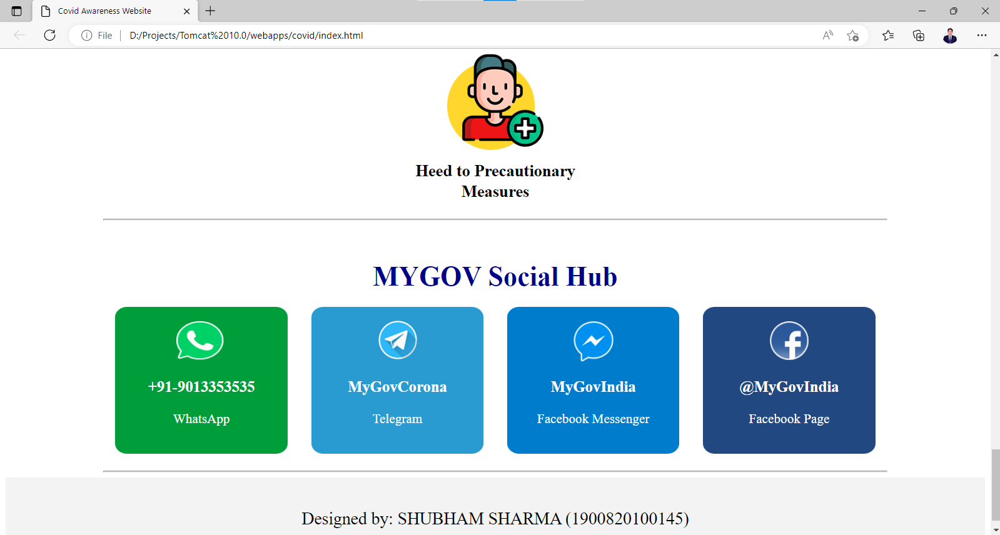 Covid Awareness Website
File
D:/Projects/Tomcat%2010.0/webapps/covid/index.html
Heed to Precautionary
Measures
MYGOV Social Hub
+91-9013353535
WhatsApp
MyGovCorona
Telegram
MyGovIndia
Facebook Messenger
@MyGovIndia
Facebook Page
Designed by: SHUBHAM SHARMA (1900820100145)